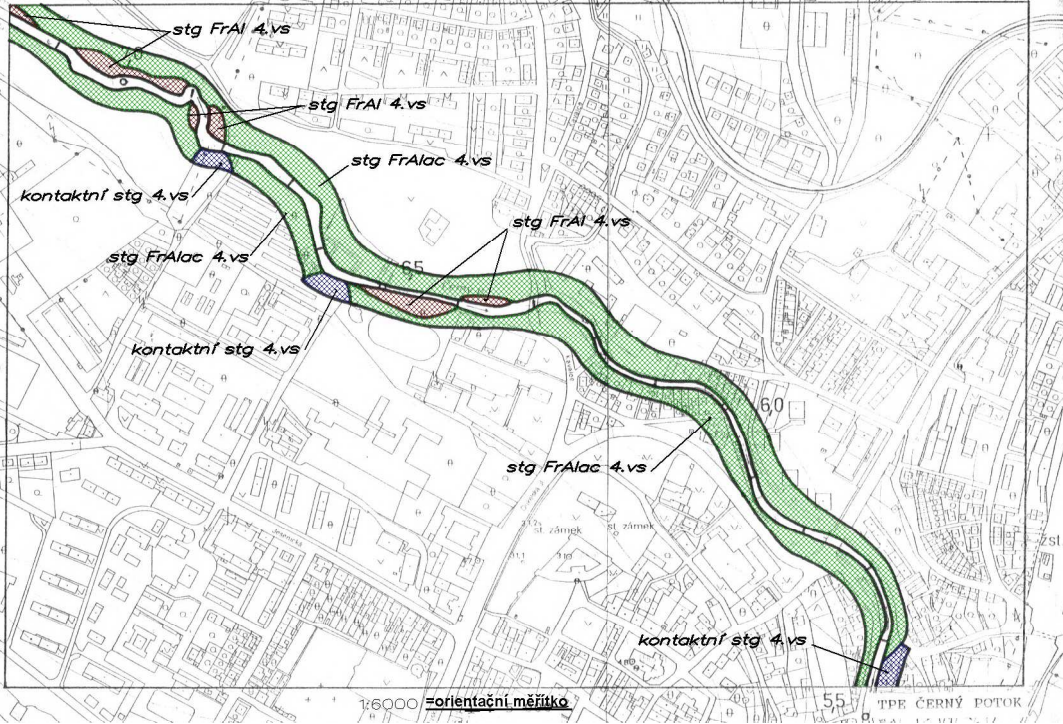 stg FrAl 4.vs
stg FrAl 4.vs
stg FrAlac 4.vs
kontaktní stg 4.vs
stg FrAl 4.vs
stg FrAlac 4.vs
65
kontaktní stg 4.vs
60
stg FrAlac 4.vs
st. zámek
st. zámek
žst
kontaktní stg 4.vs
1:6000 =orientační měřítko
55
TPE ČERNÝ POTOK